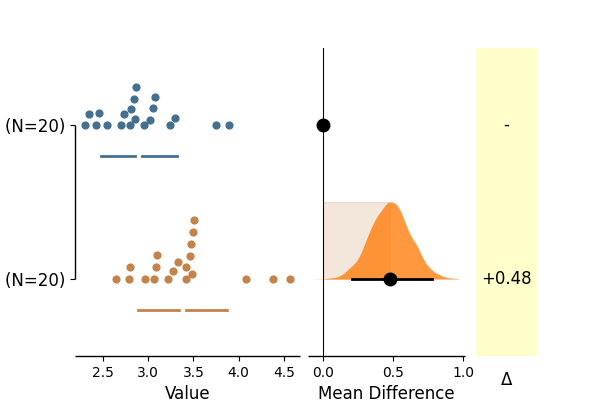 (N=20)
-
(N=20)
+0.48
2.5 3.0 3.5 4.0 4.5
0.0 0.5 1.0
Value
Mean Difference
Δ